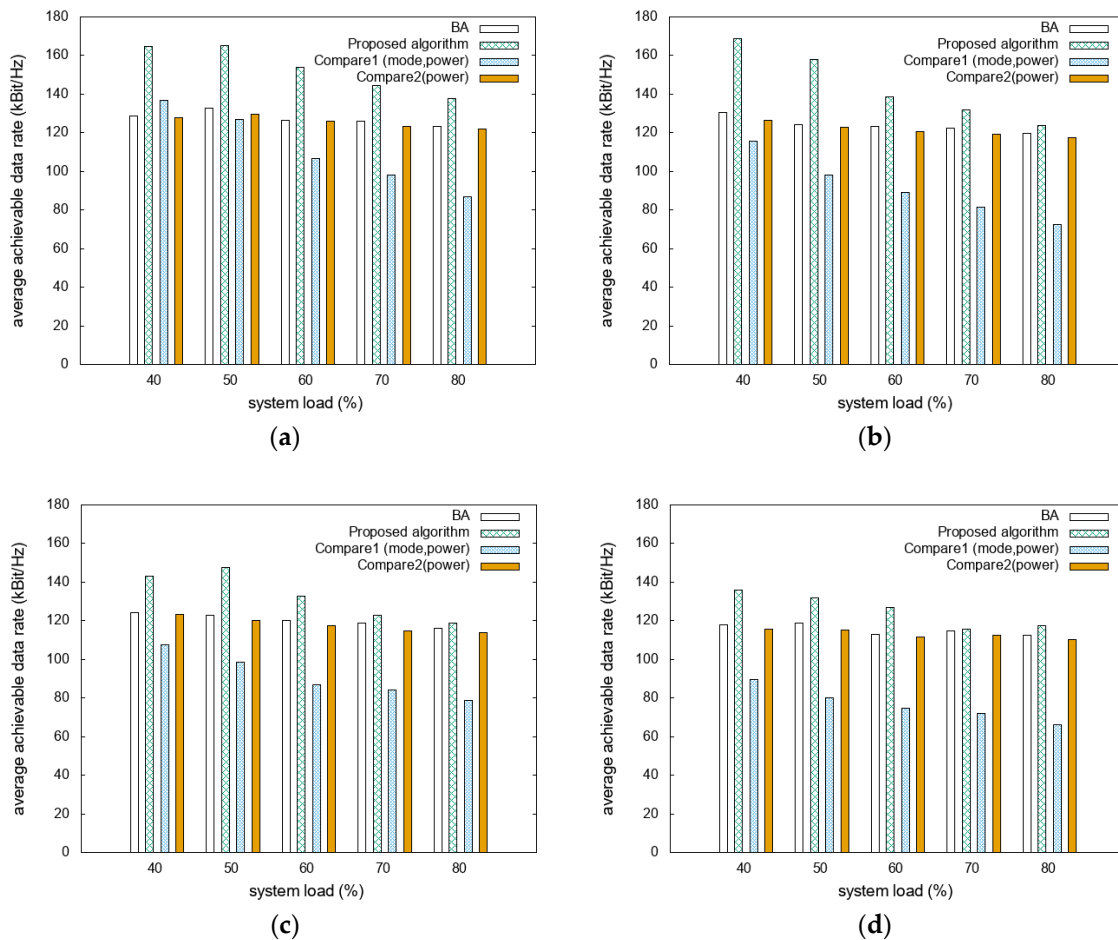 180
160
140
120
100
80
60
40
20
0
average achievable data rate (kBit/Hz)
BA
Proposed algorithm
Compare1 (mode,power)
Compare2(power)
40 50 60 70 80
system load (%)
(a)
180
160
140
120
100
80
60
40
20
0
average achievable data rate (kBit/Hz)
BA
Proposed algorithm
Compare1 (mode,power)
Compare2(power)
40 50 60 70 80
system load (%)
(b)
180
160
140
120
100
80
60
40
20
0
average achievable data rate (kBit/Hz)
BA
Proposed algorithm
Compare1 (mode,power)
Compare2(power)
40 50 60 70 80
system load (%)
(c)
180
160
140
120
100
80
60
40
20
0
average achievable data rate (kBit/Hz)
BA
Proposed algorithm
Compare1 (mode,power)
Compare2(power)
40 50 60 70 80
system load (%)
(d)